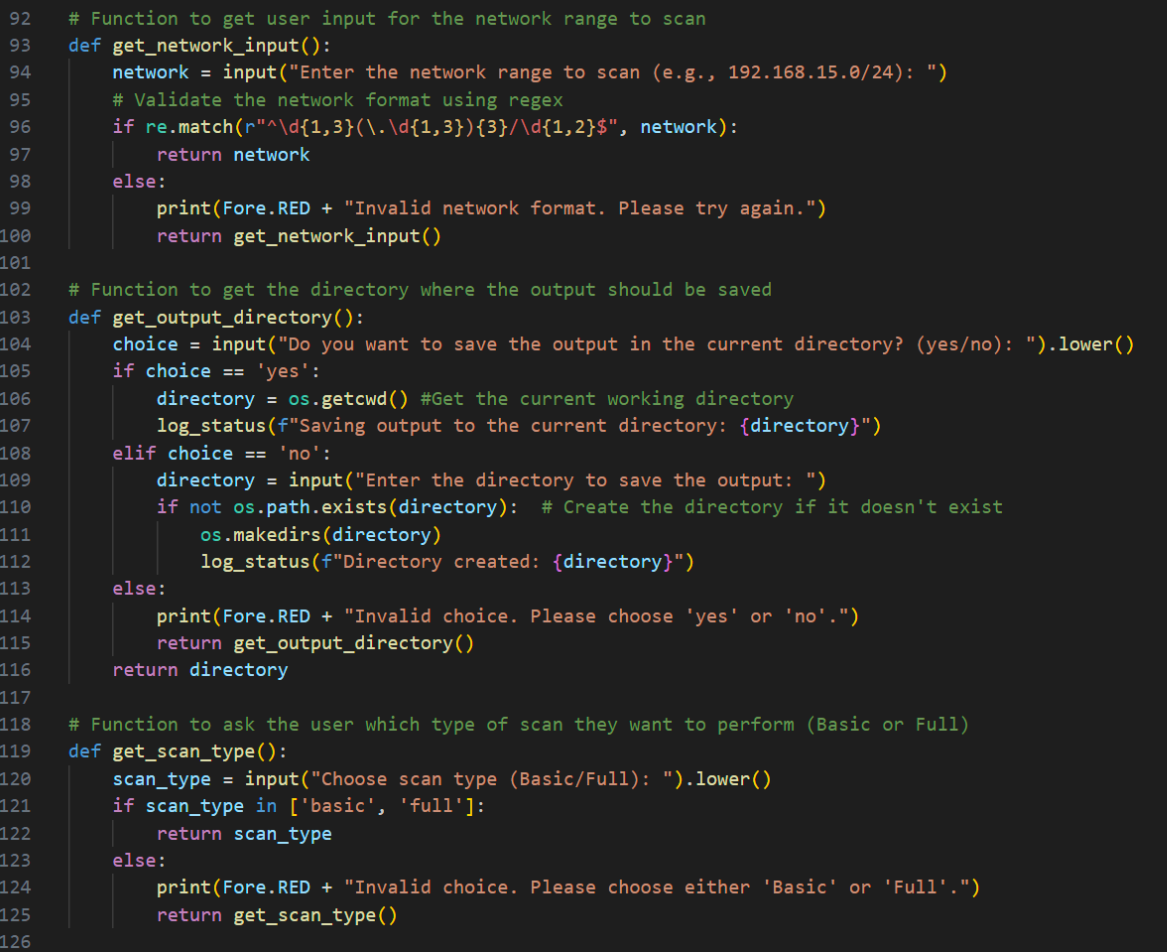 92 # Function to get user input for the network range to scan
93 def get_network_input():
94     network = input("Enter the network range to scan (e.g., 192.168.15.0/24): ")
95     # Validate the network format using regex
96     if re.match(r"^\d{1,3}(\.\d{1,3}){3}/\d{1,2}$", network):
97         return network
98     else:
99         print(Fore.RED + "Invalid network format. Please try again.")
100         return get_network_input()
101
102 # Function to get the directory where the output should be saved
103 def get_output_directory():
104     choice = input("Do you want to save the output in the current directory? (yes/no): ").lower()
105     if choice == 'yes':
106         directory = os.getcwd() #Get the current working directory
107         log_status(f"Saving output to the current directory: {directory}")
108     elif choice == 'no':
109         directory = input("Enter the directory to save the output: ")
110         if not os.path.exists(directory):  # Create the directory if it doesn't exist
111             os.makedirs(directory)
112             log_status(f"Directory created: {directory}")
113     else:
114         print(Fore.RED + "Invalid choice. Please choose 'yes' or 'no'.")
115         return get_output_directory()
116     return directory
117
118 # Function to ask the user which type of scan they want to perform (Basic or Full)
119 def get_scan_type():
120     scan_type = input("Choose scan type (Basic/Full): ").lower()
121     if scan_type in ['basic', 'full']:
122         return scan_type
123     else:
124         print(Fore.RED + "Invalid choice. Please choose either 'Basic' or 'Full'.")
125         return get_scan_type()
126